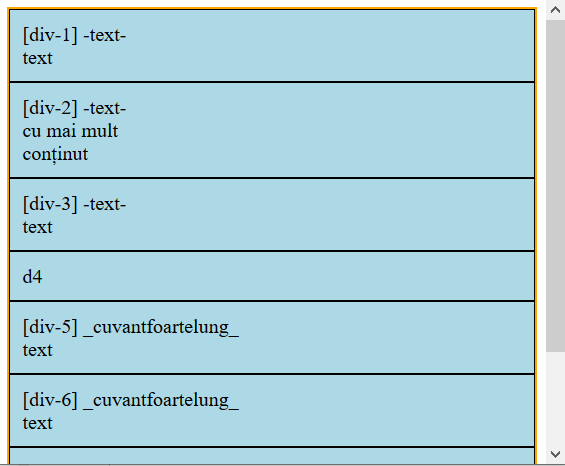 [div-1] -text-
text
[div-2] -text-
cu mai mult
conținut
[div-3] -text-
text
d4
[div-5] _cuvantfoartelung_
text
[div-6] _cuvantfoartelung_
text